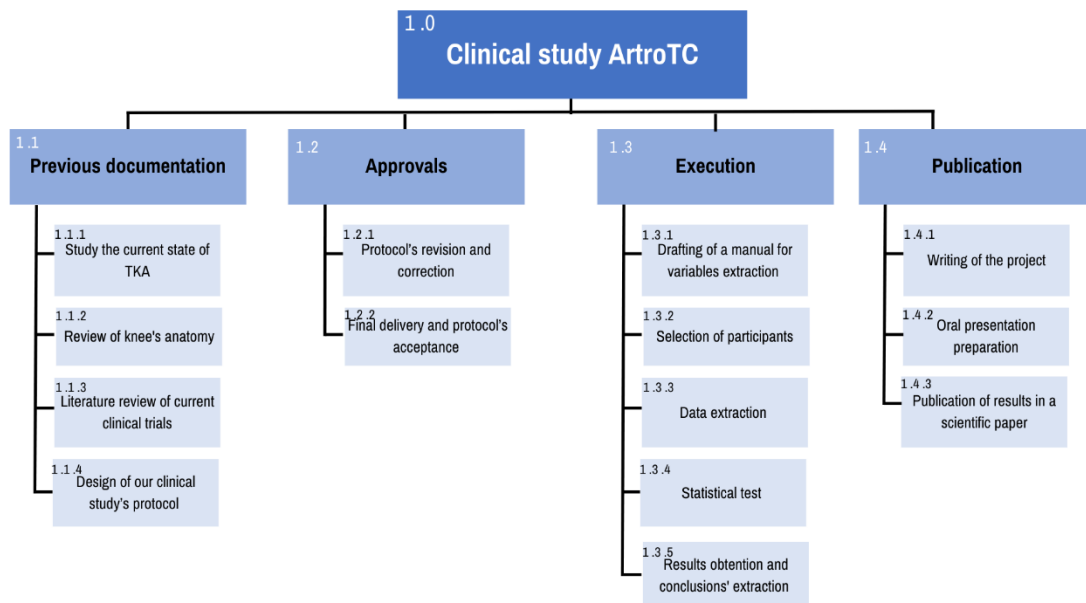 1.0
Clinical study ArtroTC
1.1
Previous documentation
1.1.1
Study the current state of
TKA
1.1.2
Review of knee's anatomy
1.1.3
Literature review of current
clinical trials
1.1.4
Design of our clinical
study's protocol
1.2
Approvals
1.2.1
Protocol's revision and
correction
1.2.2
Final delivery and protocol's
acceptance
1.3
Execution
1.3.1
Drafting of a manual for
variables extraction
1.3.2
Selection of participants
1.3.3
Data extraction
1.3.4
Statistical test
1.3.5
Results obtention and
conclusions' extraction
1.4
Publication
1.4.1
Writing of the project
1.4.2
Oral presentation
preparation
1.4.3
Publication of results in a
scientific paper